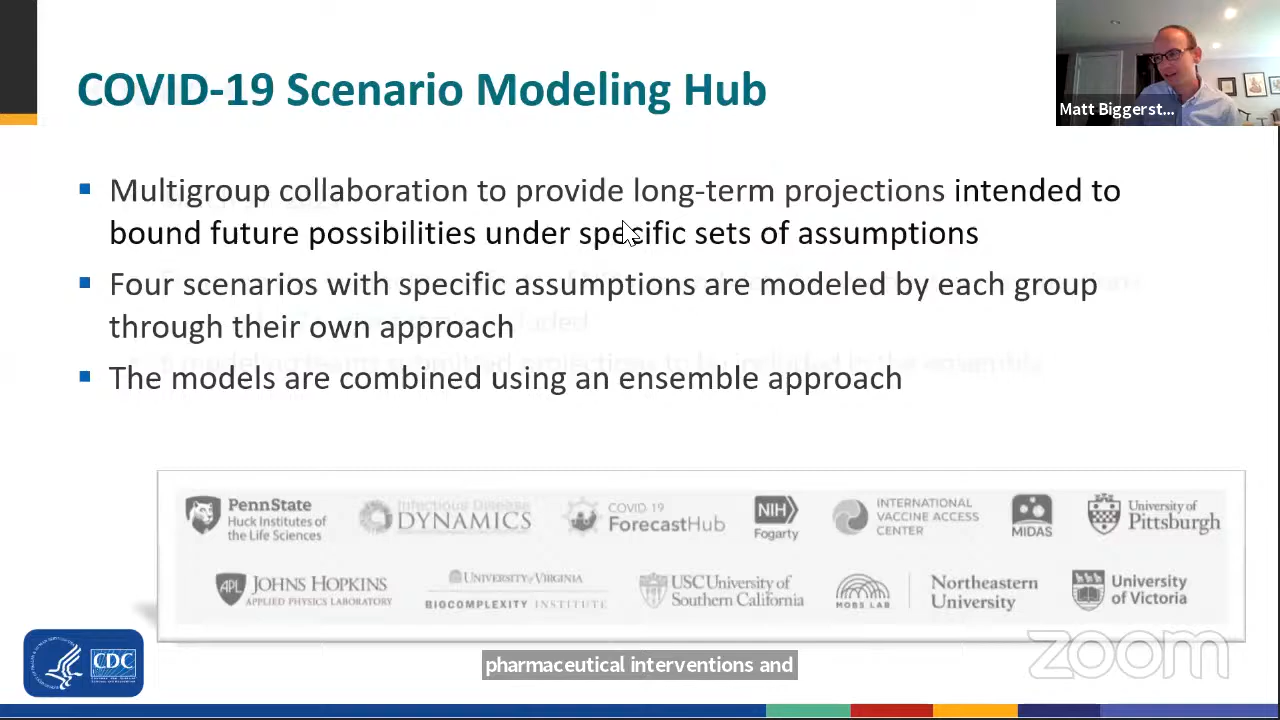 COVID-19 Scenario Modeling Hub
Matt Biggerst...
Multigroup collaboration to provide long-term projections intended to
bound future possibilities under specific sets of assumptions
Four scenarios with specific assumptions are modeled by each group
through their own approach
The models are combined using an ensemble approach
PennState
Huck Institutes of
the Life Sciences
Infectious Disease
DYNAMICS
COVID 19
ForecastHub
NIH
Fogarty
INTERNATIONAL
VACCINE ACCESS
CENTER
MIDAS
University of
Pittsburgh
APL
JOHNS HOPKINS
APPLIED PHYSICS LABORATORY
UNIVERSITY of VIRGINIA
BIOCOMPLEXITY INSTITUTE
USC University of
Southern California
MOBS LAB
Northeastern
University
University
of Victoria
CDC
pharmaceutical interventions and
zoom